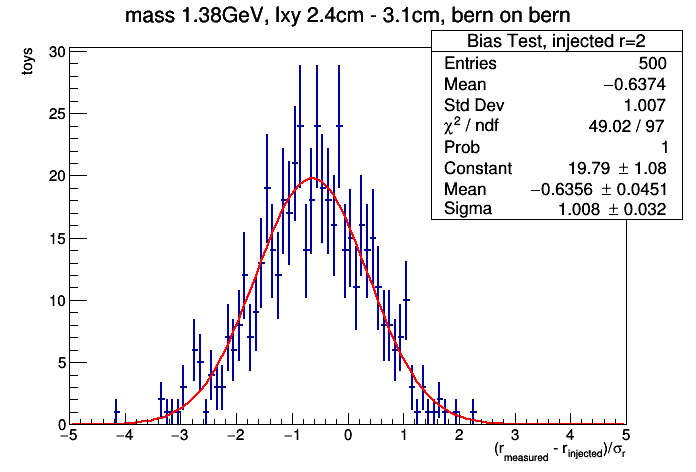 mass 1.38GeV, lxy 2.4cm - 3.1cm, bern on bern
toys
Bias Test, injected r=2
Entries 500
Mean −0.6374
Std Dev 1.007
χ² / ndf 49.02 / 97
Prob 1
Constant 19.79 ± 1.08
Mean −0.6356 ± 0.0451
Sigma 1.008 ± 0.032
30
25
20
15
10
5
0
−5 −4 −3 −2 −1 0 1 2 3 4 5
(r_measured - r_injected)/σ_r